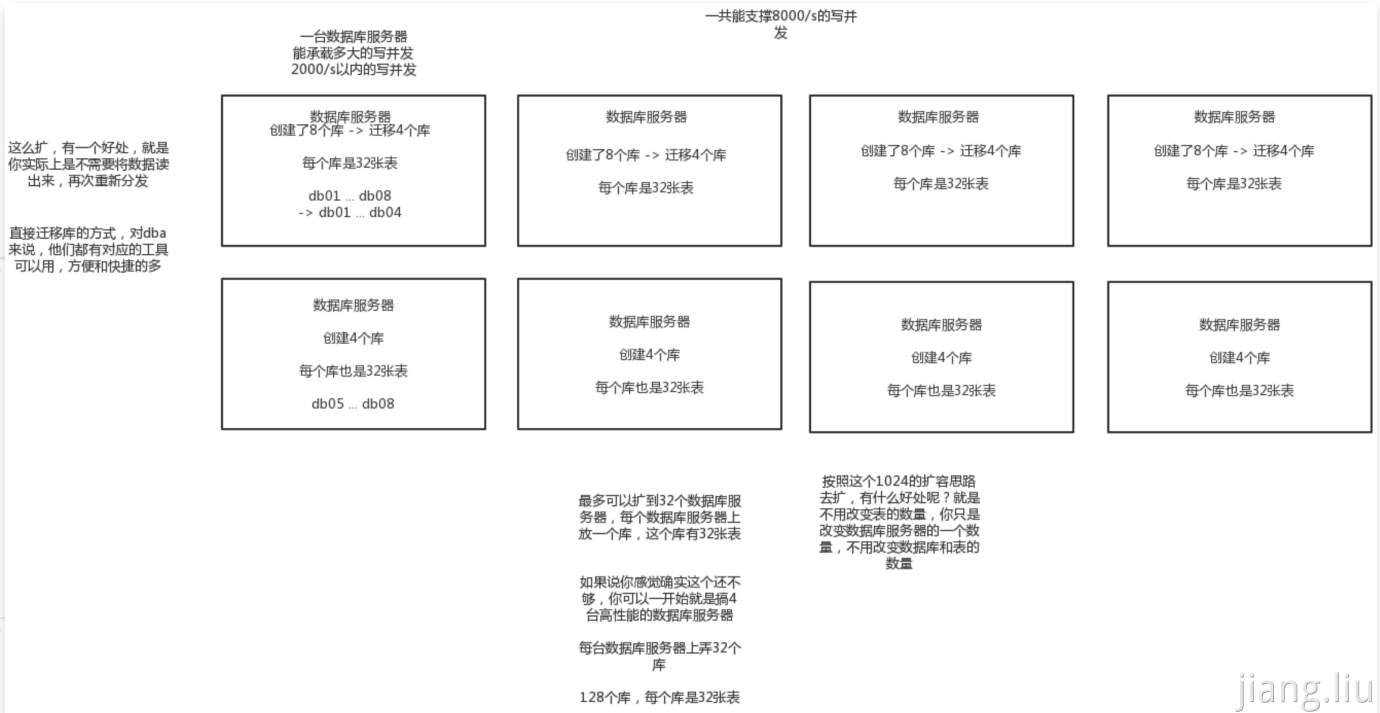 一共能支撑8000/s的写并
发
一台数据库服务器
能承载多大的写并发
2000/s以内的写并发
这么扩，有一个好处，就是
你实际上是不需要将数据读
出来，再次重新分发
直接迁移库的方式，对dba
来说，他们都有对应的工具
可以用，方便和快捷的多
数据库服务器
创建了8个库 -> 迁移4个库
每个库是32张表
db01 ... db08
-> db01 ... db04
数据库服务器
创建了8个库 -> 迁移4个库
每个库是32张表
数据库服务器
创建了8个库 -> 迁移4个库
每个库是32张表
数据库服务器
创建了8个库 -> 迁移4个库
每个库是32张表
数据库服务器
创建4个库
每个库也是32张表
db05 ... db08
数据库服务器
创建4个库
每个库也是32张表
数据库服务器
创建4个库
每个库也是32张表
数据库服务器
创建4个库
每个库也是32张表
最多可以扩到32个数据库服
务器，每个数据库服务器上
放一个库，这个库有32张表
如果说你感觉确实这个还不
够，你可以一开始就是搞4
台高性能的数据库服务器
每台数据库服务器上弄32个
库
128个库，每个库是32张表
按照这个1024的扩容思路
去扩，有什么好处呢？就是
不用改变表的数量，你只是
改变数据库服务器的一个数
量，不用改变数据库和表的
数量
jiang.liu